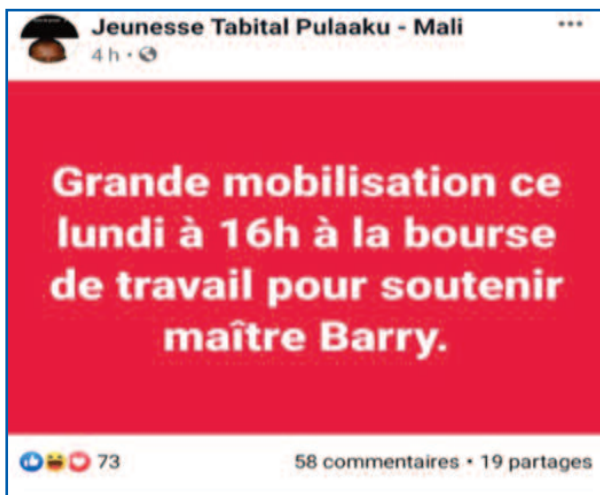 Jeunesse Tabital Pulaaku - Mali
4 h ·
Grande mobilisation ce
lundi à 16h à la bourse
de travail pour soutenir
maître Barry.
73
58 commentaires • 19 partages